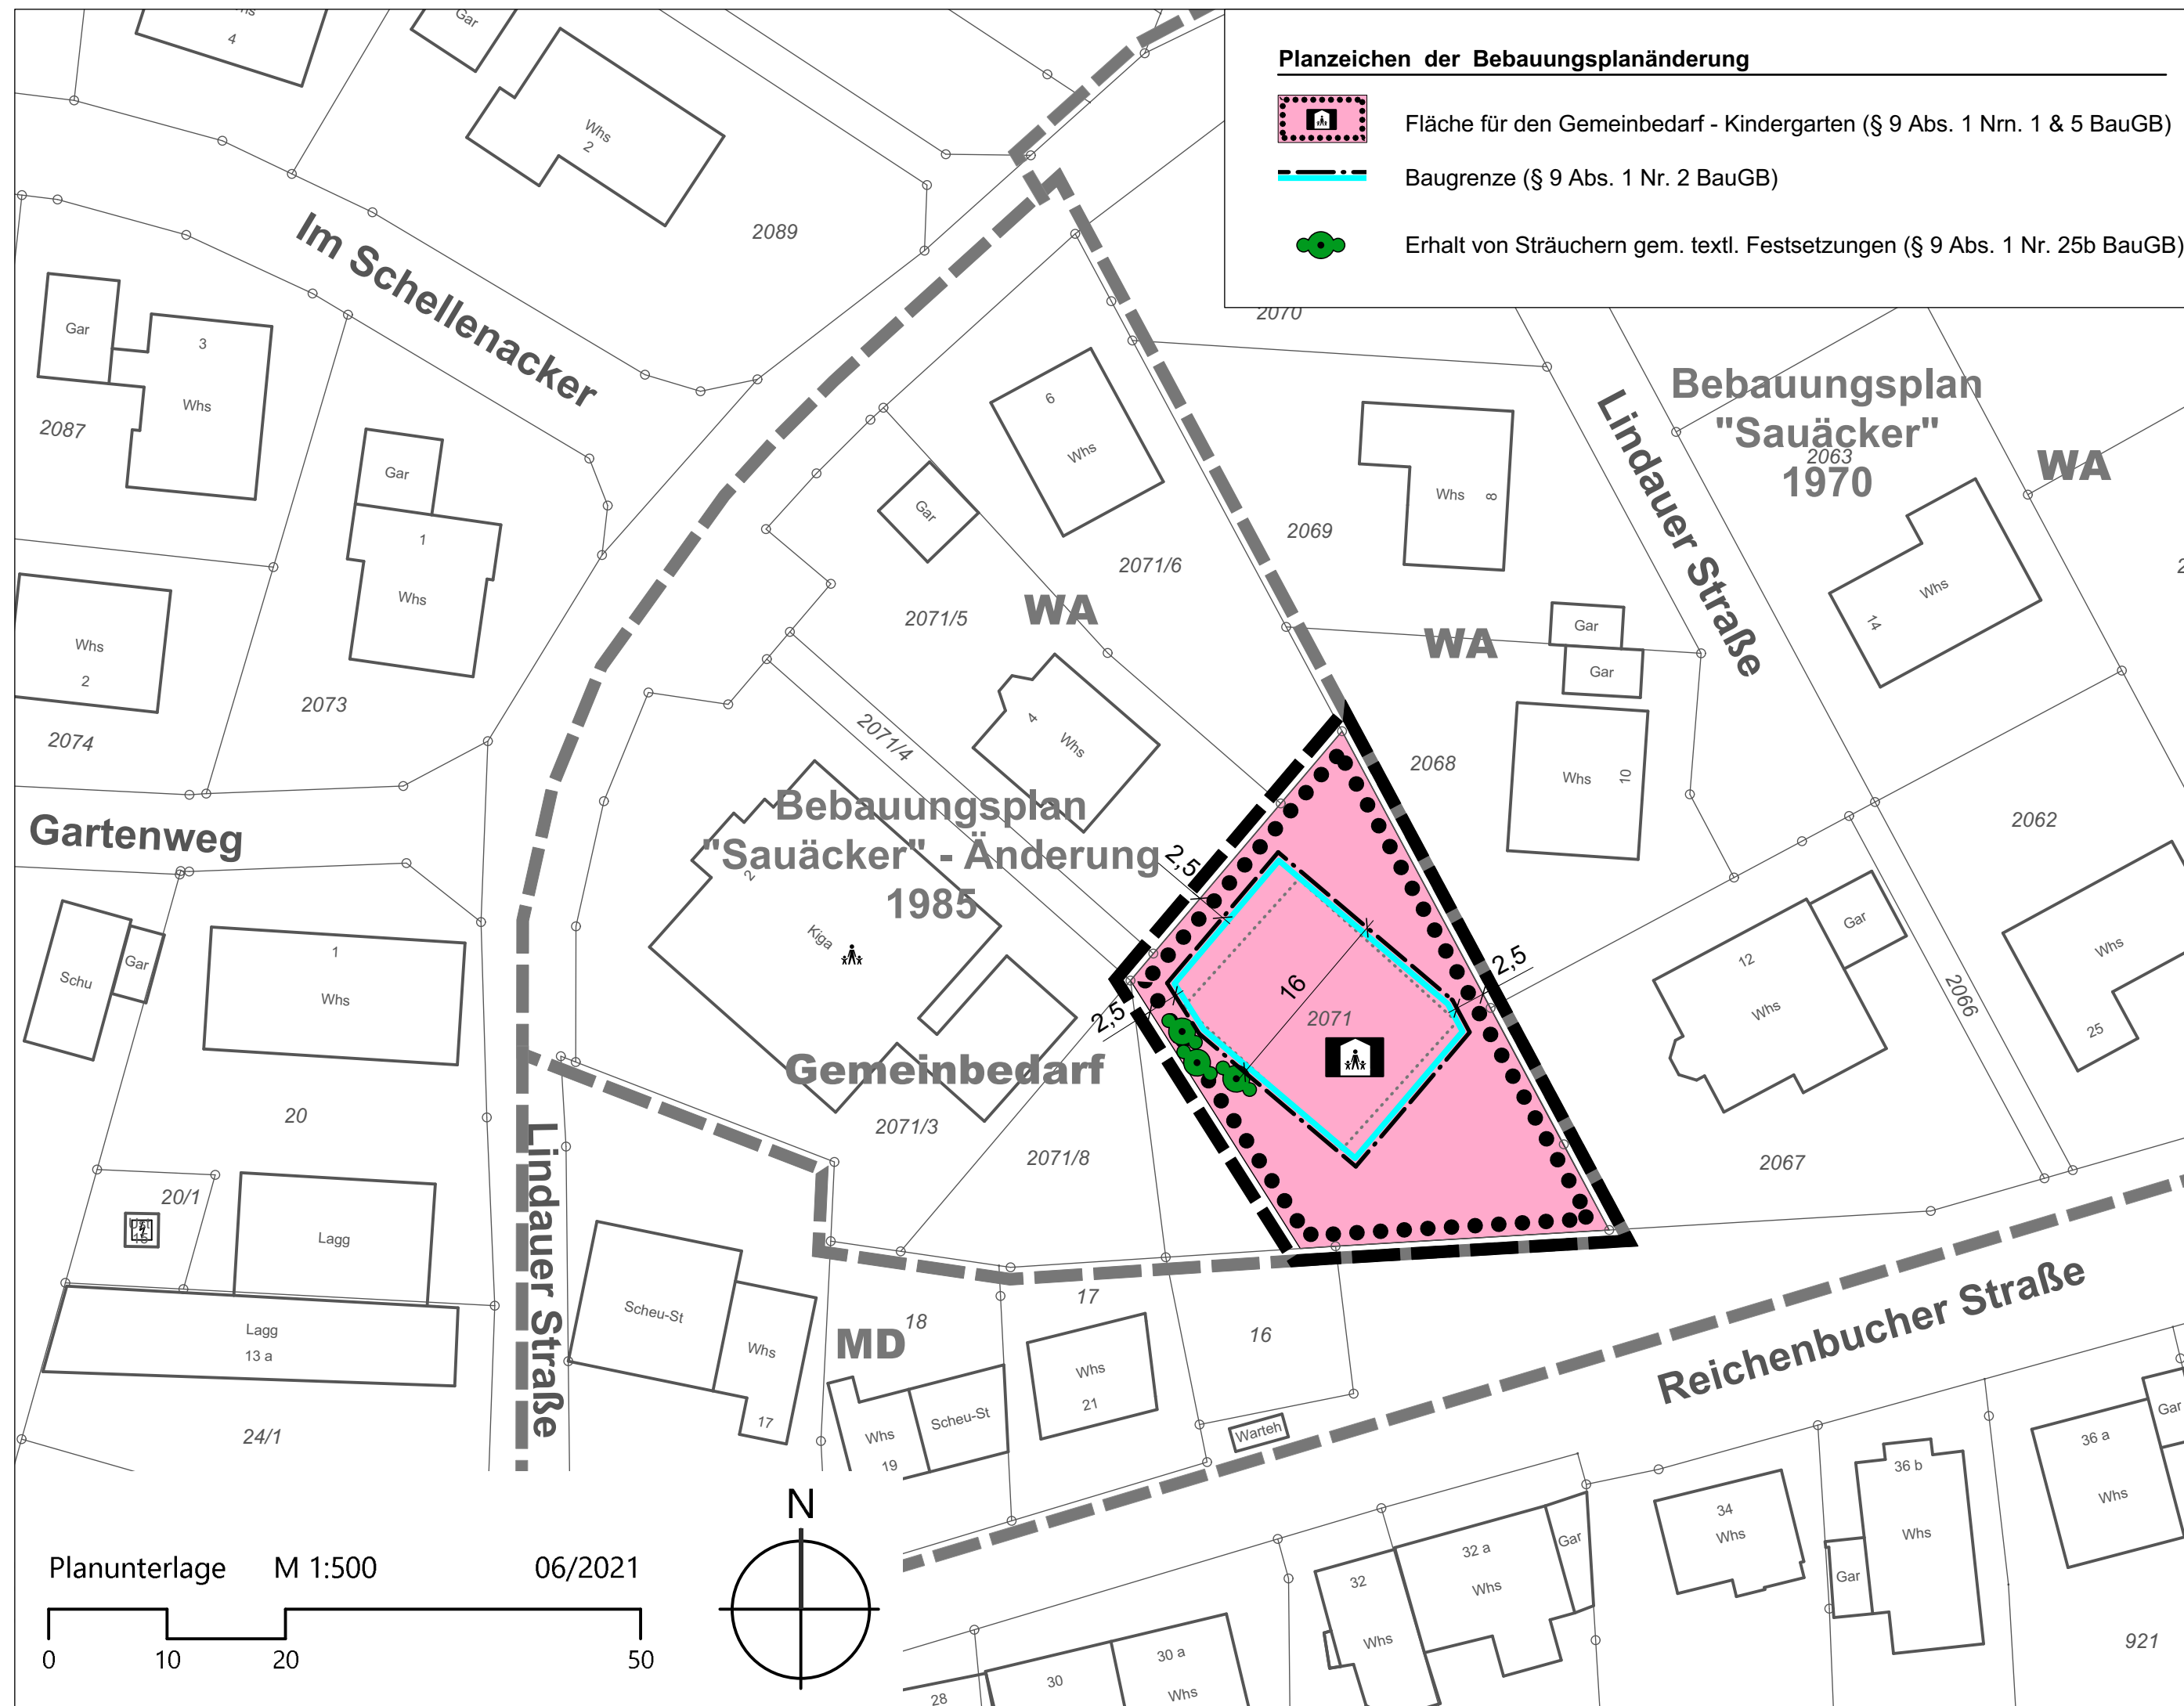 Planzeichen der Bebauungsplanänderung
Fläche für den Gemeinbedarf - Kindergarten (§ 9 Abs. 1 Nrn. 1 & 5 BauGB)
Baugrenze (§ 9 Abs. 1 Nr. 2 BauGB)
Erhalt von Sträuchern gem. textl. Festsetzungen (§ 9 Abs. 1 Nr. 25b BauGB)
4
Gar
Whs
2
2089
Im Schellenacker
Gar
3
Whs
2087
Gar
1
Whs
Whs
2
2073
2074
Gartenweg
2070
6
Whs
Gar
2071/6
2071/5
WA
2069
Whs
8
Lindauer Straße
Bebauungsplan
"Sauäcker"
1970
2063
WA
Whs
14
WA
Gar
Gar
2068
Whs
10
2062
2071/4
4
Whs
Bebauungsplan
"Sauäcker" - Änderung
1985
2
Kiga
Gemeinbedarf
2071/3
2071/8
2,5
2,5
2,5
16
2071
12
Whs
Gar
2066
Whs
25
2067
Schu
Gar
1
Whs
20
20/1
Lagg
Lagg
13 a
24/1
Lindauer Straße
Scheu-St
Whs
17
MD
18
17
16
Whs
19
Scheu-St
Whs
21
Warteh
Reichenbucher Straße
36 a
Whs
Gar
36 b
Whs
Gar
34
Whs
32 a
Whs
Gar
32
Whs
30 a
Whs
30
28
921
N
Planunterlage M 1:500 06/2021
0 10 20 50